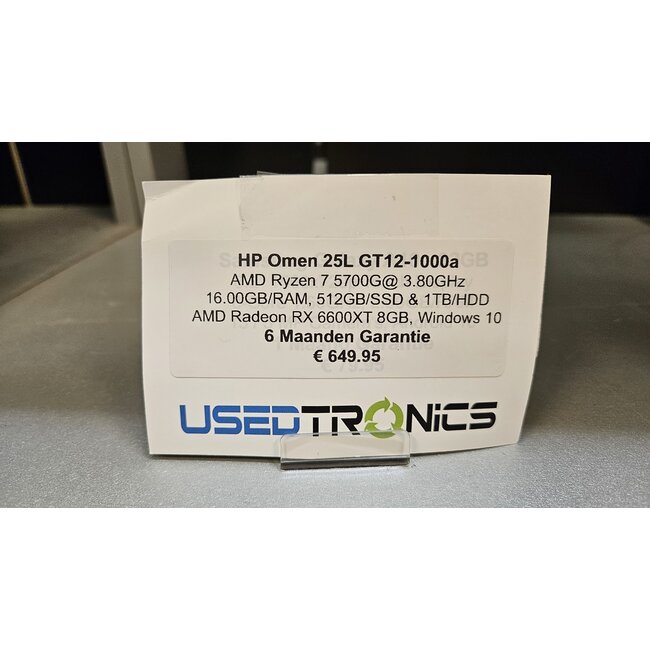 HP Omen 25L GT12-1000a
AMD Ryzen 7 5700G@ 3.80GHz
16.00GB/RAM, 512GB/SSD & 1TB/HDD
AMD Radeon RX 6600XT 8GB, Windows 10
6 Maanden Garantie
€ 649.95
USEDTRONiCS